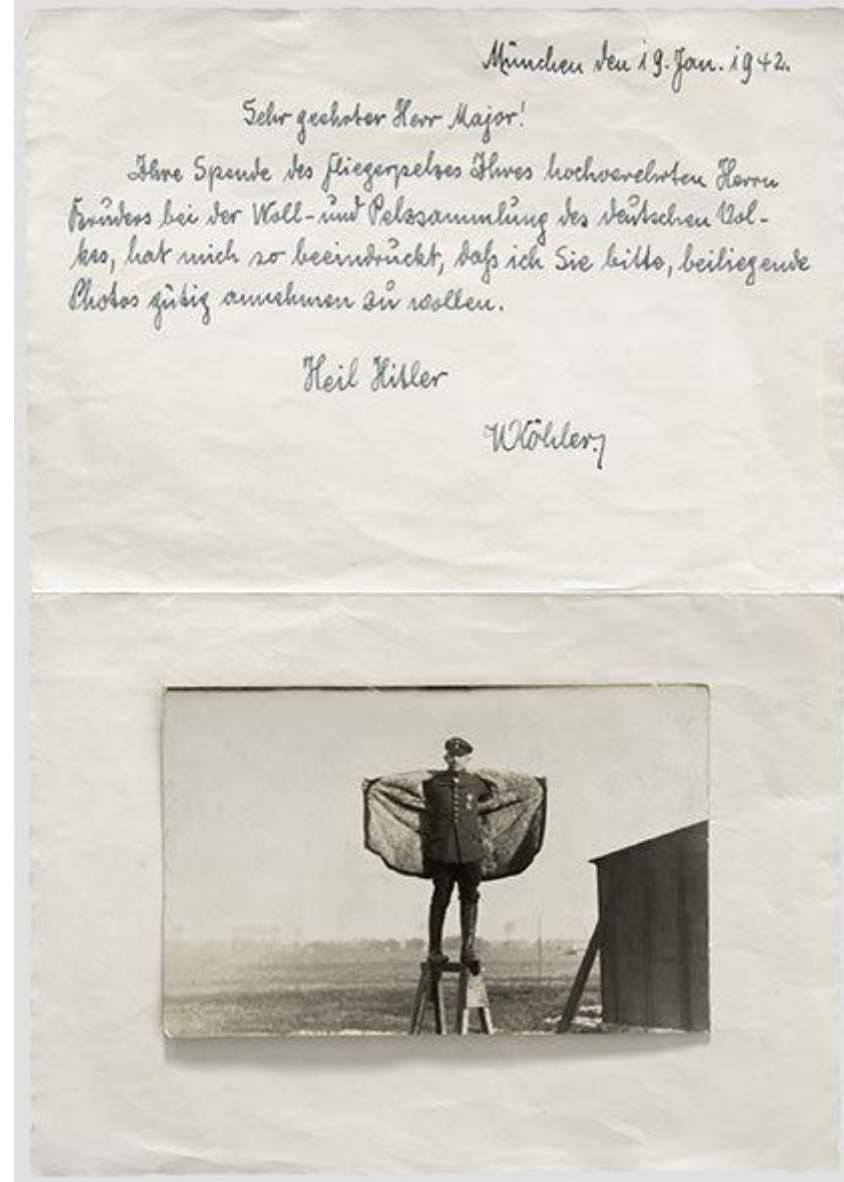 München den 19. Jan. 1942.
Sehr geehrter Herr Major!
Ihre Spende des Fliegerpelzes Ihres hochverehrten Herrn
Bruders bei der Woll- und Pelzsammlung des deutschen Vol-
kes, hat mich so beeindruckt, daß ich Sie bitte, beiliegende
Photos gütig annehmen zu wollen.
Heil Hitler
WKöhler